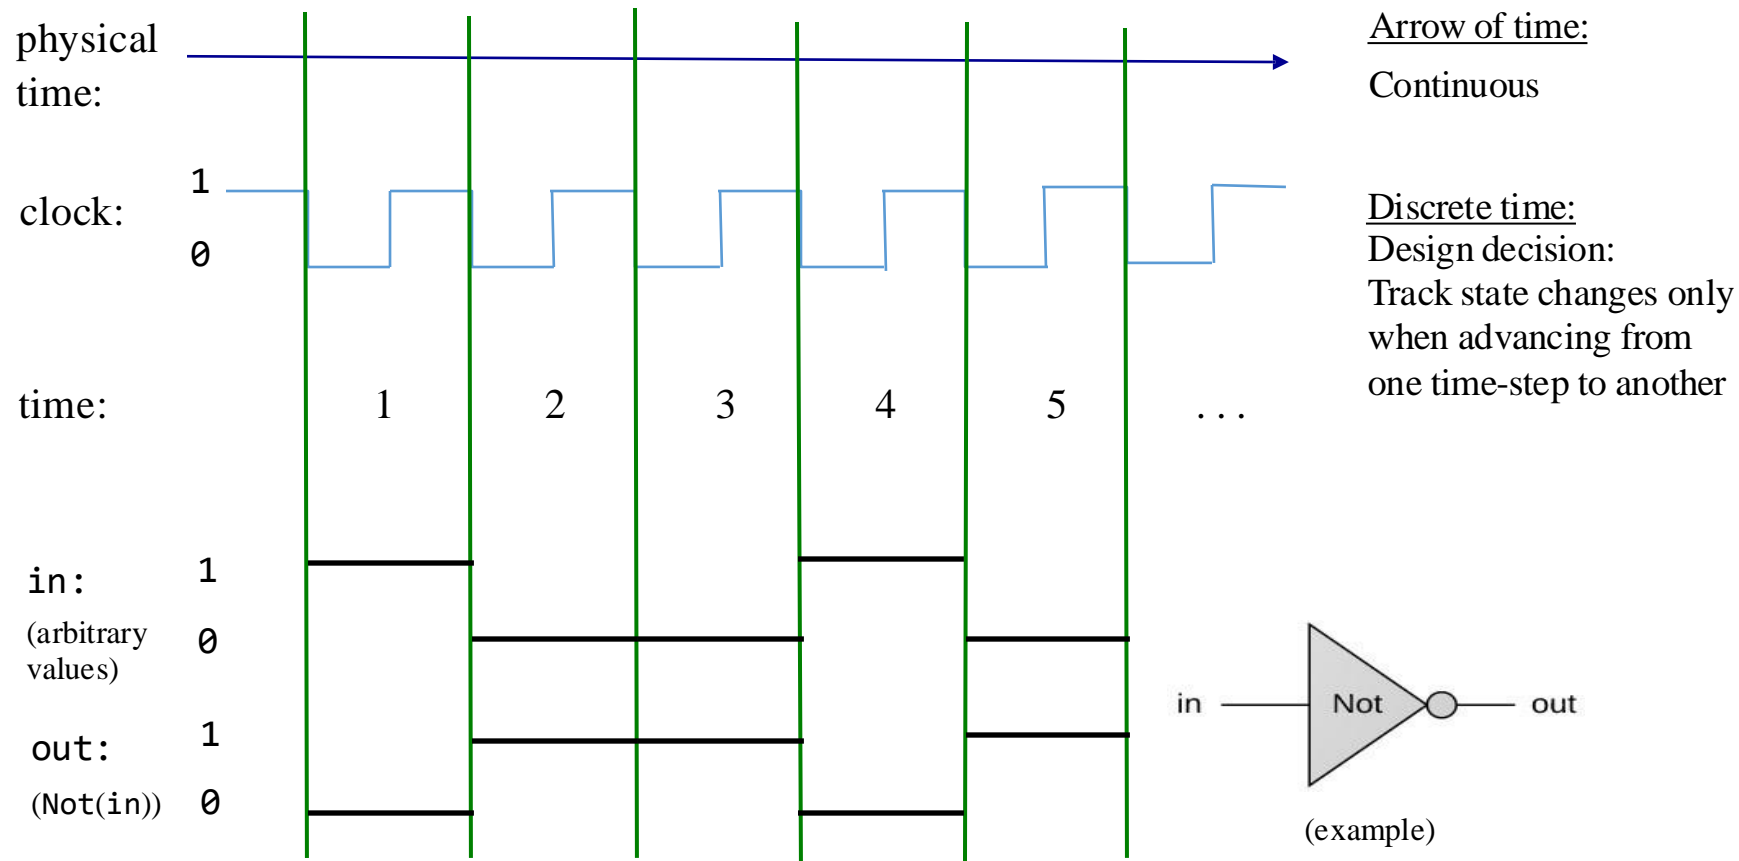 physical
time:
Arrow of time:
Continuous
clock:
1
0
Discrete time:
Design decision:
Track state changes only
when advancing from
one time-step to another
time:
1 2 3 4 5 . . .
in:
(arbitrary
values)
1
0
out:
(Not(in))
1
0
in Not out
(example)